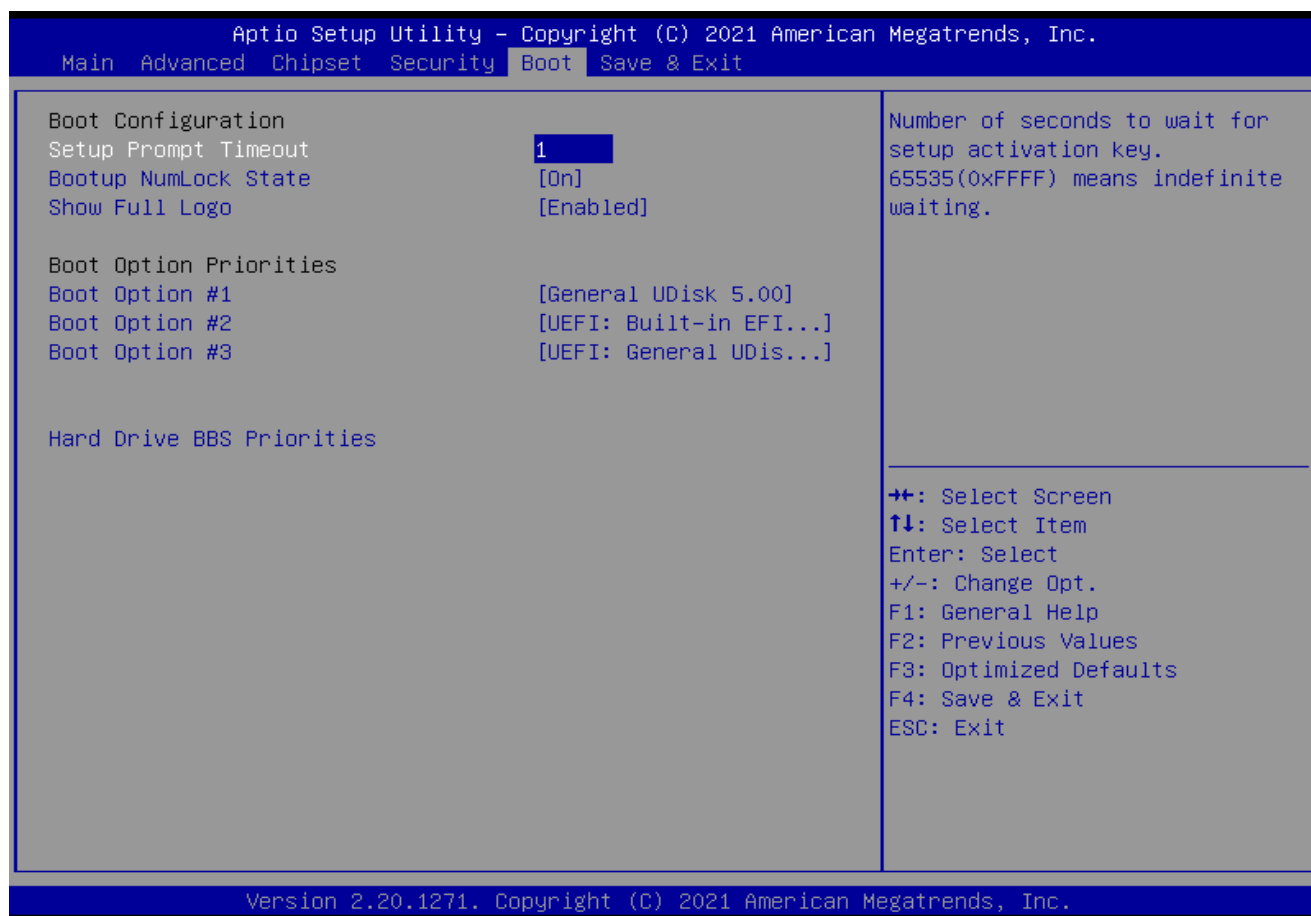 Aptio Setup Utility – Copyright (C) 2021 American Megatrends, Inc.
Main Advanced Chipset Security Boot Save & Exit
Boot Configuration
Setup Prompt Timeout 1
Bootup NumLock State [On]
Show Full Logo [Enabled]
Boot Option Priorities
Boot Option #1 [General UDisk 5.00]
Boot Option #2 [UEFI: Built-in EFI...]
Boot Option #3 [UEFI: General UDis...]
Hard Drive BBS Priorities
Number of seconds to wait for
setup activation key.
65535(0xFFFF) means indefinite
waiting.
→←: Select Screen
↑↓: Select Item
Enter: Select
+/-: Change Opt.
F1: General Help
F2: Previous Values
F3: Optimized Defaults
F4: Save & Exit
ESC: Exit
Version 2.20.1271. Copyright (C) 2021 American Megatrends, Inc.